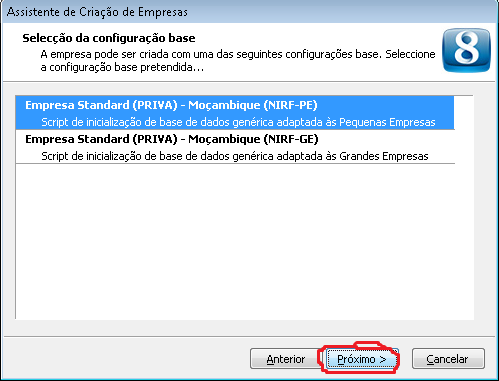 Assistente de Criação de Empresas
Selecção da configuração base
A empresa pode ser criada com uma das seguintes configurações base. Seleccione
a configuração base pretendida...
8
Empresa Standard (PRIVA) - Moçambique (NIRF-PE)
Script de inicialização de base de dados genérica adaptada às Pequenas Empresas
Empresa Standard (PRIVA) - Moçambique (NIRF-GE)
Script de inicialização de base de dados genérica adaptada às Grandes Empresas
Anterior
Próximo >
Cancelar